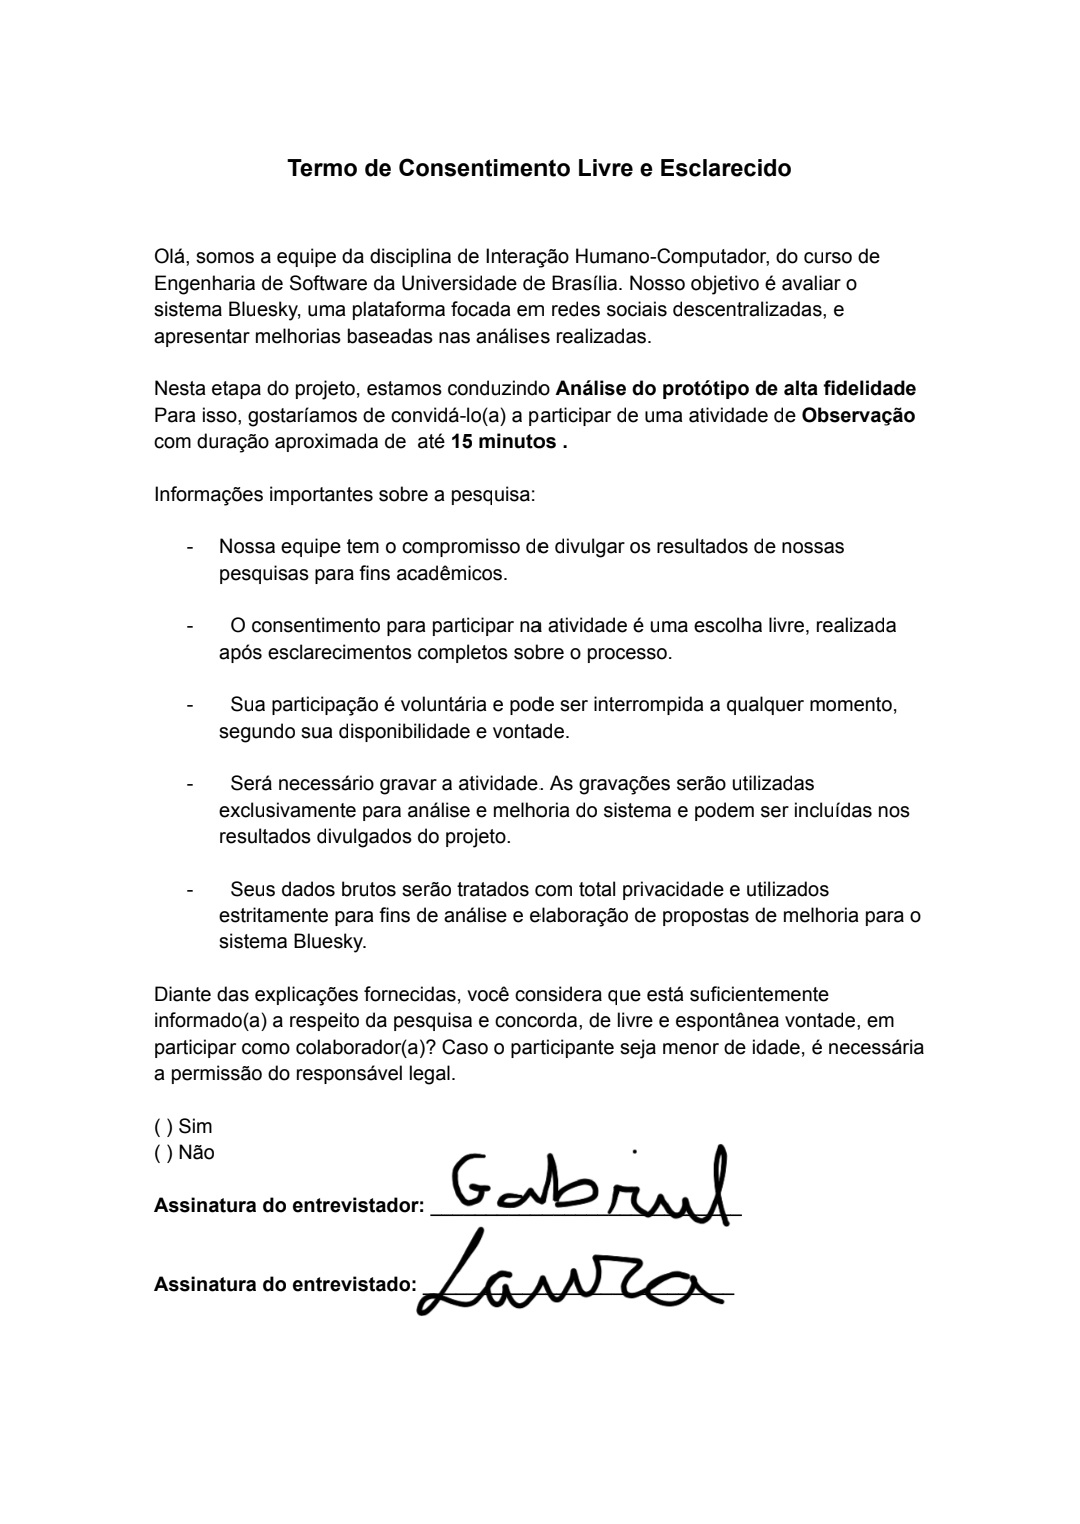 Termo de Consentimento Livre e Esclarecido
Olá, somos a equipe da disciplina de Interação Humano-Computador, do curso de
Engenharia de Software da Universidade de Brasília. Nosso objetivo é avaliar o
sistema Bluesky, uma plataforma focada em redes sociais descentralizadas, e
apresentar melhorias baseadas nas análises realizadas.
Nesta etapa do projeto, estamos conduzindo Análise do protótipo de alta fidelidade
Para isso, gostaríamos de convidá-lo(a) a participar de uma atividade de Observação
com duração aproximada de  até 15 minutos .
Informações importantes sobre a pesquisa:
- Nossa equipe tem o compromisso de divulgar os resultados de nossas
pesquisas para fins acadêmicos.
- O consentimento para participar na atividade é uma escolha livre, realizada
após esclarecimentos completos sobre o processo.
- Sua participação é voluntária e pode ser interrompida a qualquer momento,
segundo sua disponibilidade e vontade.
- Será necessário gravar a atividade. As gravações serão utilizadas
exclusivamente para análise e melhoria do sistema e podem ser incluídas nos
resultados divulgados do projeto.
- Seus dados brutos serão tratados com total privacidade e utilizados
estritamente para fins de análise e elaboração de propostas de melhoria para o
sistema Bluesky.
Diante das explicações fornecidas, você considera que está suficientemente
informado(a) a respeito da pesquisa e concorda, de livre e espontânea vontade, em
participar como colaborador(a)? Caso o participante seja menor de idade, é necessária
a permissão do responsável legal.
( ) Sim
( ) Não
Assinatura do entrevistador: Gabriel
Assinatura do entrevistado: Laura